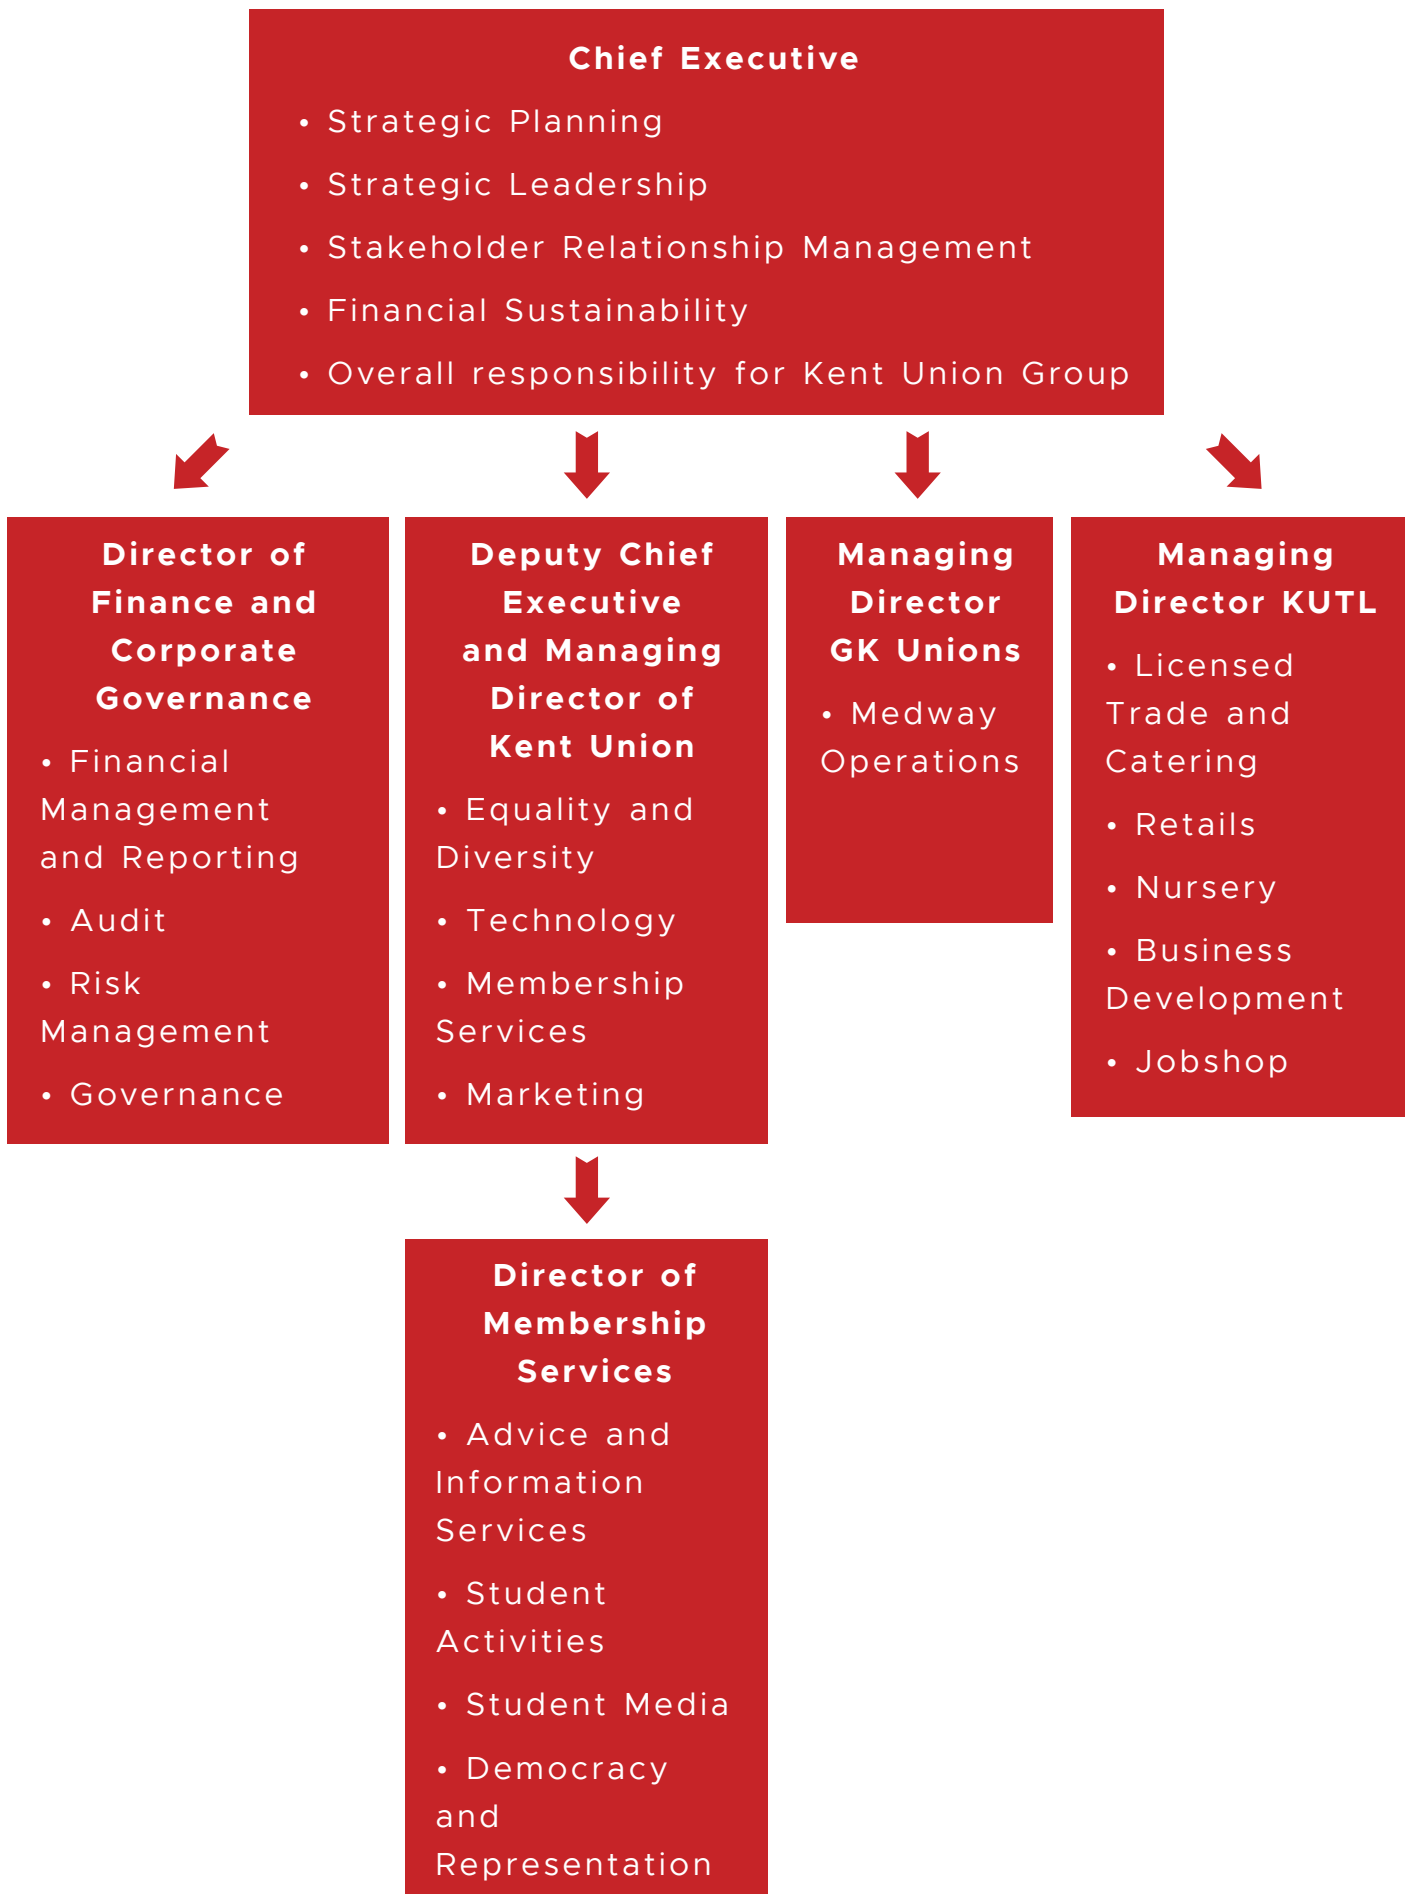 Chief Executive
• Strategic Planning
• Strategic Leadership
• Stakeholder Relationship Management
• Financial Sustainability
• Overall responsibility for Kent Union Group
Director of
Finance and
Corporate
Governance
• Financial
Management
and Reporting
• Audit
• Risk
Management
• Governance
Deputy Chief
Executive
and Managing
Director of
Kent Union
• Equality and
Diversity
• Technology
• Membership
Services
• Marketing
Managing
Director
GK Unions
• Medway
Operations
Managing
Director KUTL
• Licensed
Trade and
Catering
• Retails
• Nursery
• Business
Development
• Jobshop
Director of
Membership
Services
• Advice and
Information
Services
• Student
Activities
• Student Media
• Democracy
and
Representation